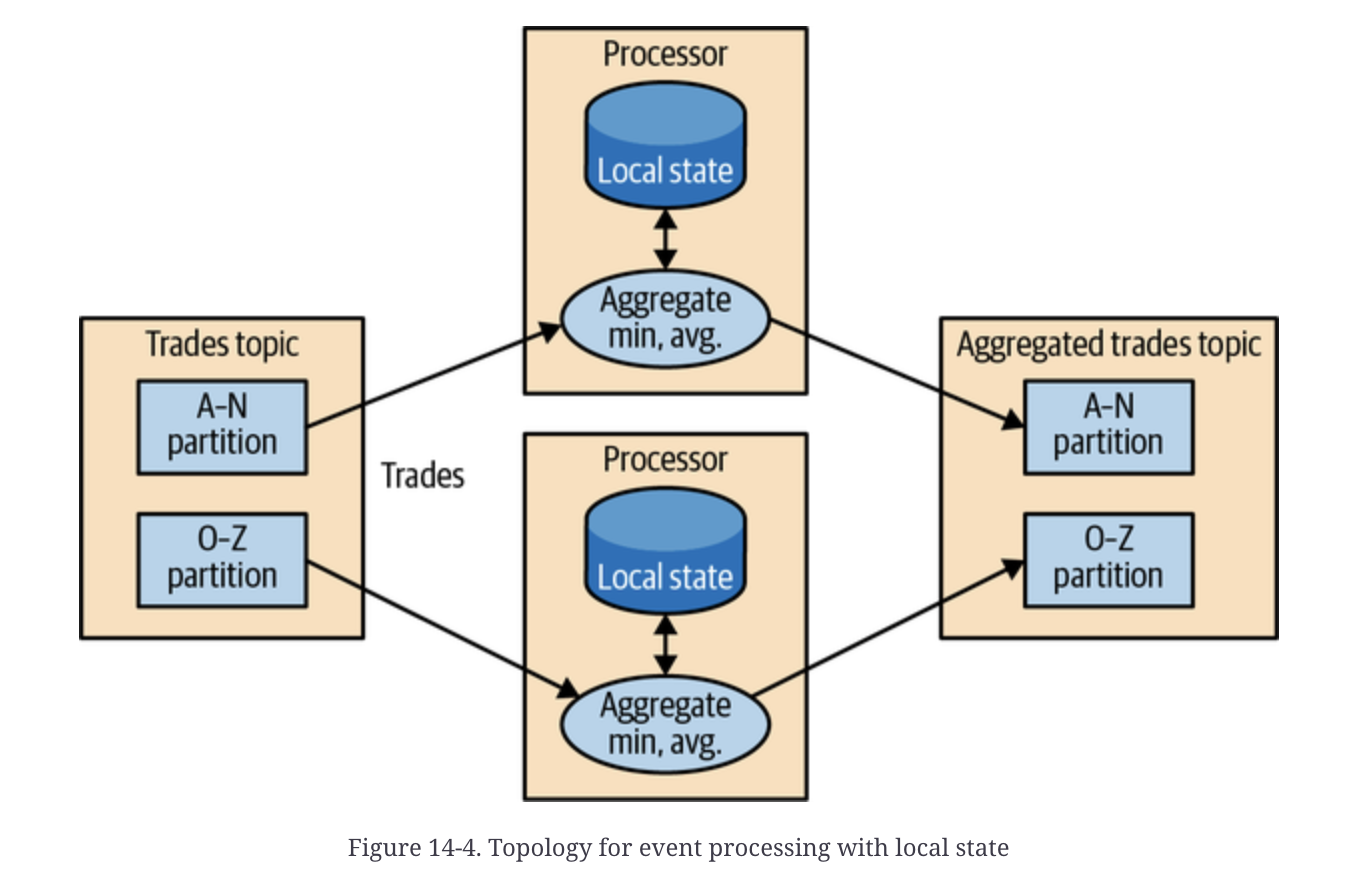 Processor
Local state
Aggregate
min, avg.
Trades topic
A–N
partition
O–Z
partition
Trades
Processor
Local state
Aggregate
min, avg.
Aggregated trades topic
A–N
partition
O–Z
partition
Figure 14-4. Topology for event processing with local state